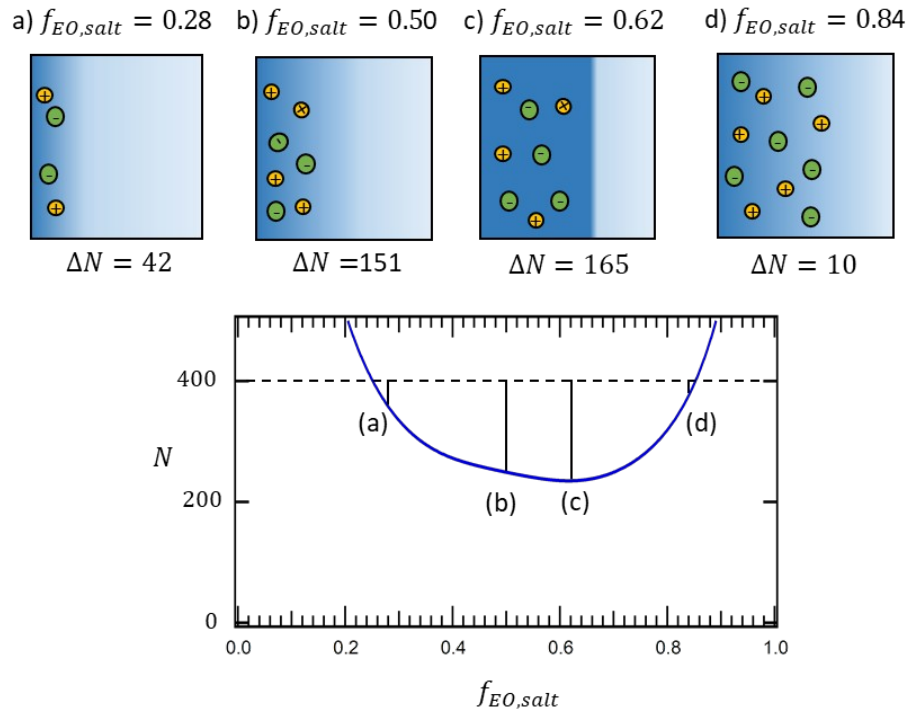 a) f_{EO,salt} = 0.28
b) f_{EO,salt} = 0.50
c) f_{EO,salt} = 0.62
d) f_{EO,salt} = 0.84
ΔN = 42
ΔN =151
ΔN = 165
ΔN = 10
400
(a)
(d)
N
200
(b)
(c)
0
0.0 0.2 0.4 0.6 0.8 1.0
f_{EO,salt}